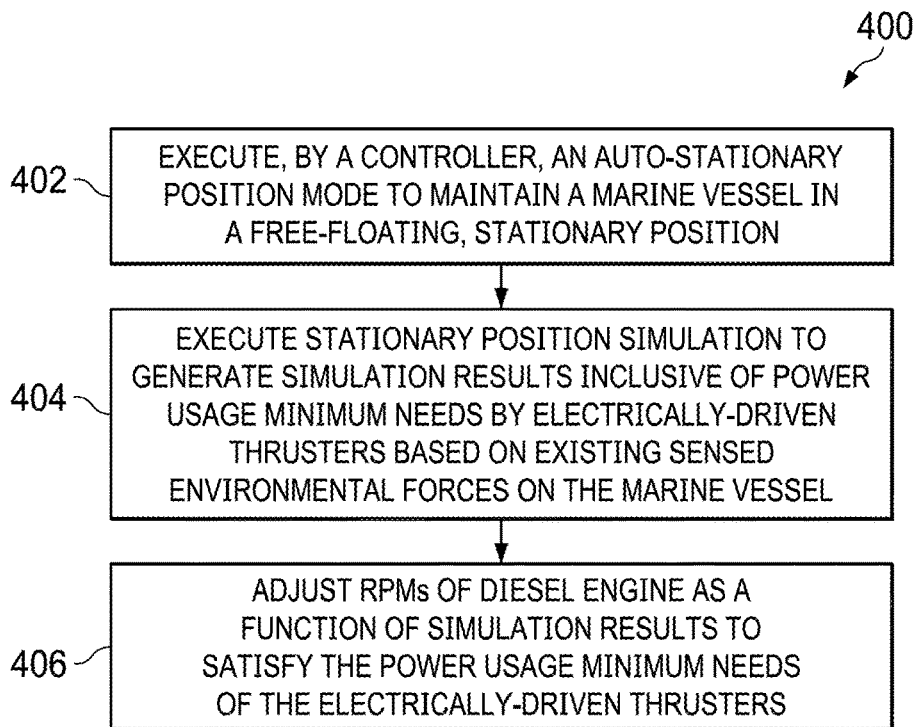 400
402
EXECUTE, BY A CONTROLLER, AN AUTO-STATIONARY
POSITION MODE TO MAINTAIN A MARINE VESSEL IN
A FREE-FLOATING, STATIONARY POSITION
404
EXECUTE STATIONARY POSITION SIMULATION TO
GENERATE SIMULATION RESULTS INCLUSIVE OF POWER
USAGE MINIMUM NEEDS BY ELECTRICALLY-DRIVEN
THRUSTERS BASED ON EXISTING SENSED
ENVIRONMENTAL FORCES ON THE MARINE VESSEL
406
ADJUST RPMs OF DIESEL ENGINE AS A
FUNCTION OF SIMULATION RESULTS TO
SATISFY THE POWER USAGE MINIMUM NEEDS
OF THE ELECTRICALLY-DRIVEN THRUSTERS